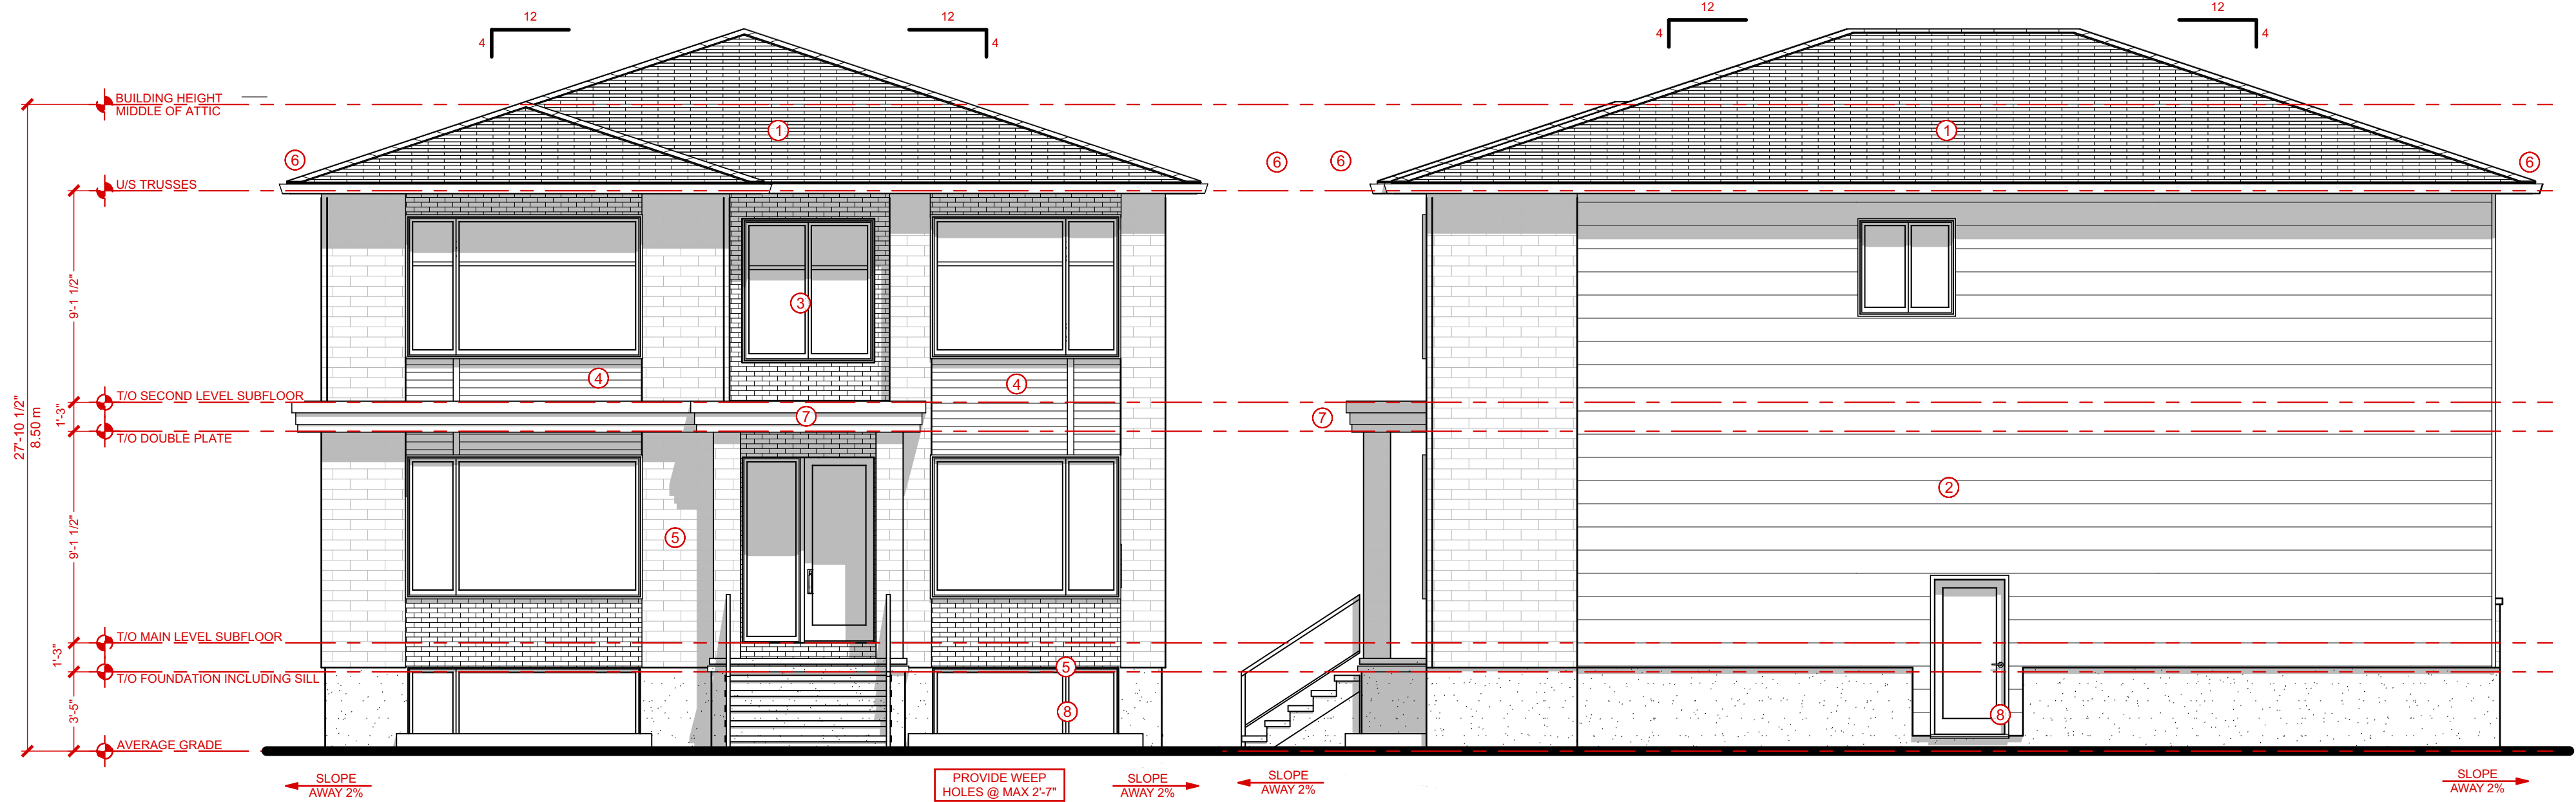 12
12
12
12
4
4
4
4
BUILDING HEIGHT
MIDDLE OF ATTIC
1
1
6
6
6
6
U/S TRUSSES
9'-1 1/2"
3
4
4
T/O SECOND LEVEL SUBFLOOR
1'-3"
7
7
T/O DOUBLE PLATE
27'-10 1/2"
8.50 m
2
9'-1 1/2"
5
T/O MAIN LEVEL SUBFLOOR
1'-3"
5
T/O FOUNDATION INCLUDING SILL
3'-5"
8
8
AVERAGE GRADE
SLOPE
AWAY 2%
PROVIDE WEEP
HOLES @ MAX 2'-7"
SLOPE
AWAY 2%
SLOPE
AWAY 2%
SLOPE
AWAY 2%